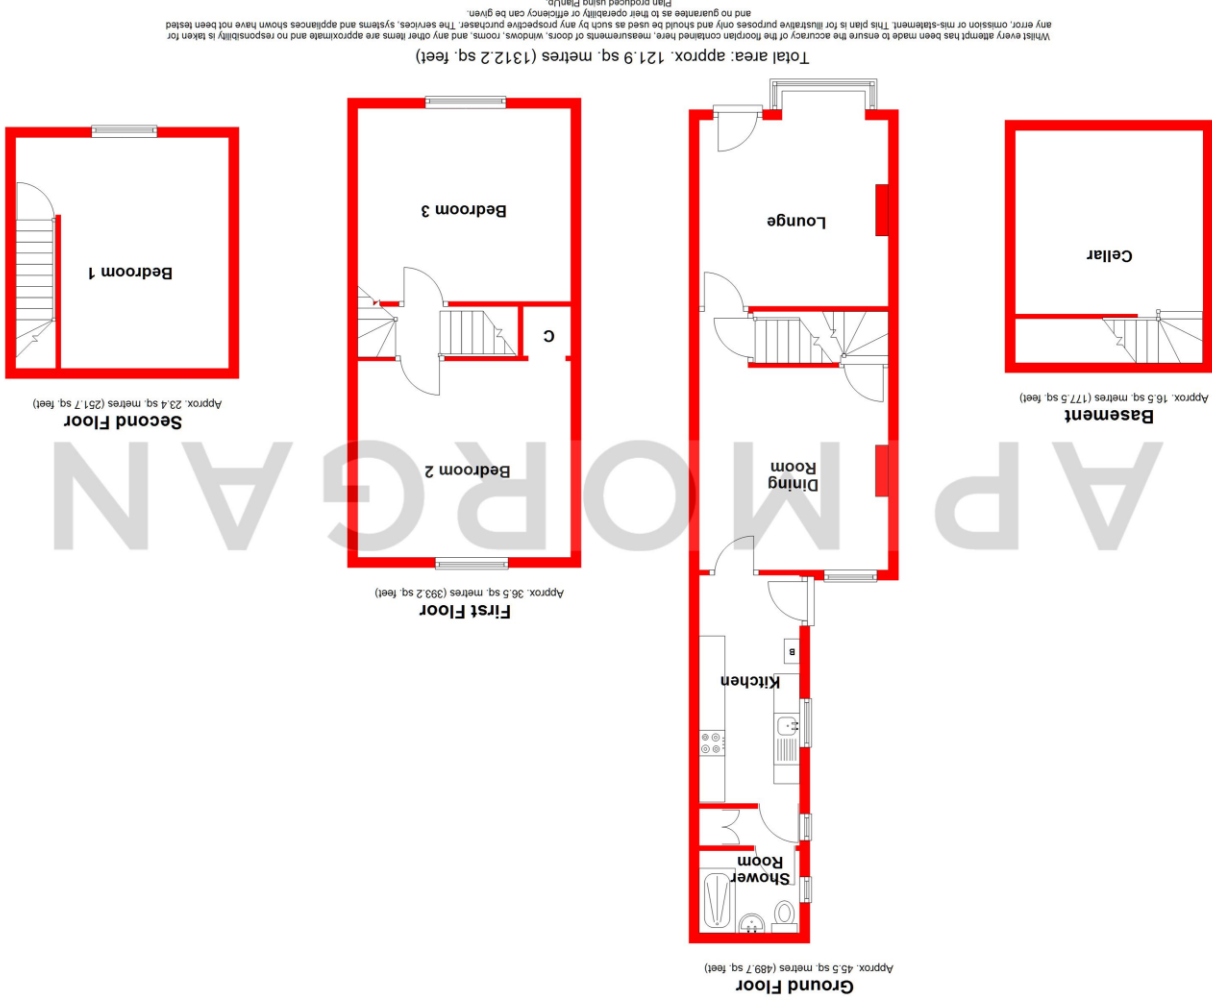 Basement
Approx. 16.5 sq. metres (177.5 sq. feet)
Cellar
Ground Floor
Approx. 45.5 sq. metres (489.7 sq. feet)
Shower
Room
Kitchen
B
Dining
Room
Lounge
First Floor
Approx. 36.5 sq. metres (393.2 sq. feet)
Bedroom 2
C
Bedroom 3
Second Floor
Approx. 23.4 sq. metres (251.7 sq. feet)
Bedroom 1
AP MORGAN
Total area: approx. 121.9 sq. metres (1312.2 sq. feet)
Whilst every attempt has been made to ensure the accuracy of the floorplan contained here, measurements of doors, windows, rooms, and any other items are approximate and no responsibility is taken for
any error, omission or mis-statement. This plan is for illustrative purposes only and should be used as such by any prospective purchaser. The services, systems and appliances shown have not been tested
and no guarantee as to their operability or efficiency can be given.
Plan produced using PlanUp.